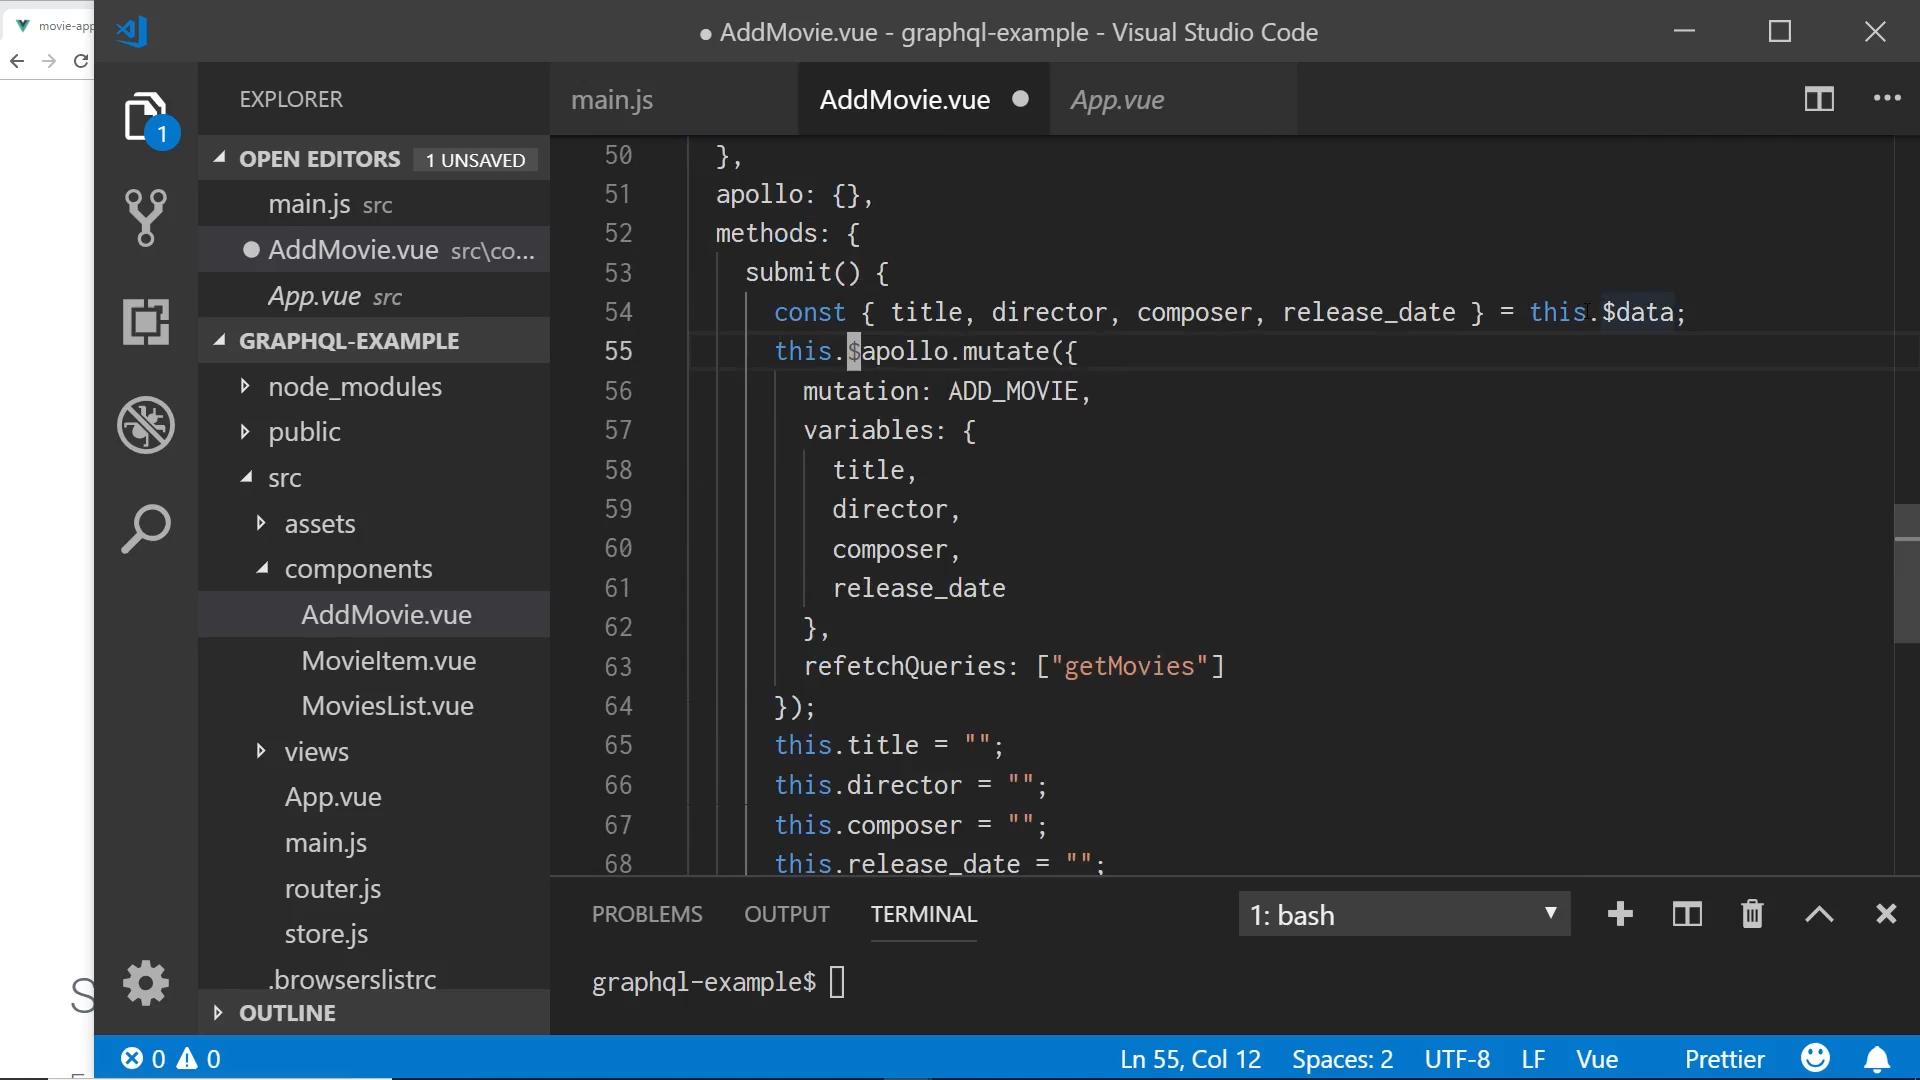 movie-app
● AddMovie.vue - graphql-example - Visual Studio Code
EXPLORER
main.js
AddMovie.vue
App.vue
1
OPEN EDITORS 1 UNSAVED
main.js src
AddMovie.vue src\co...
App.vue src
GRAPHQL-EXAMPLE
node_modules
public
src
assets
components
AddMovie.vue
MovieItem.vue
MoviesList.vue
views
App.vue
main.js
router.js
store.js
.browserslistrc
OUTLINE
50 },
51 apollo: {},
52 methods: {
53 submit() {
54 const { title, director, composer, release_date } = this.$data;
55 this.$apollo.mutate({
56 mutation: ADD_MOVIE,
57 variables: {
58 title,
59 director,
60 composer,
61 release_date
62 },
63 refetchQueries: ["getMovies"]
64 });
65 this.title = "";
66 this.director = "";
67 this.composer = "";
68 this.release_date = "";
PROBLEMS OUTPUT TERMINAL 1: bash
graphql-example$
S
0 0 Ln 55, Col 12 Spaces: 2 UTF-8 LF Vue Prettier